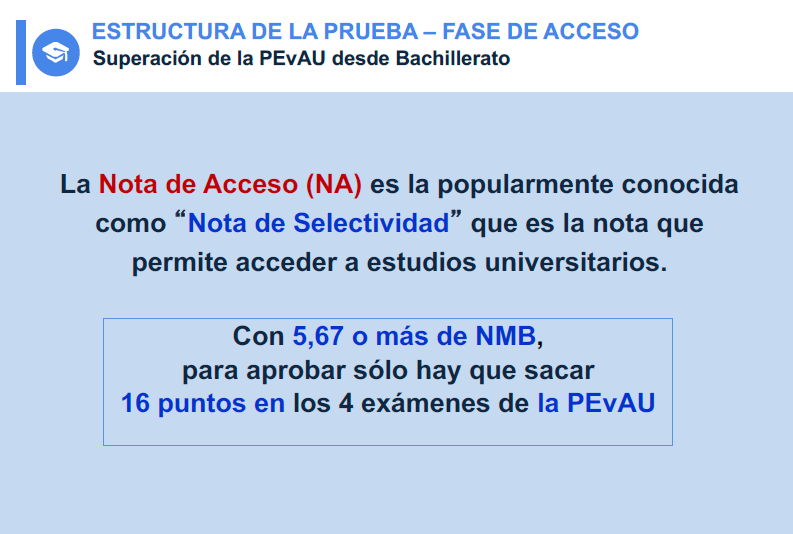 ESTRUCTURA DE LA PRUEBA – FASE DE ACCESO
Superación de la PEvAU desde Bachillerato
La Nota de Acceso (NA) es la popularmente conocida
como “Nota de Selectividad” que es la nota que
permite acceder a estudios universitarios.
Con 5,67 o más de NMB,
para aprobar sólo hay que sacar
16 puntos en los 4 exámenes de la PEvAU